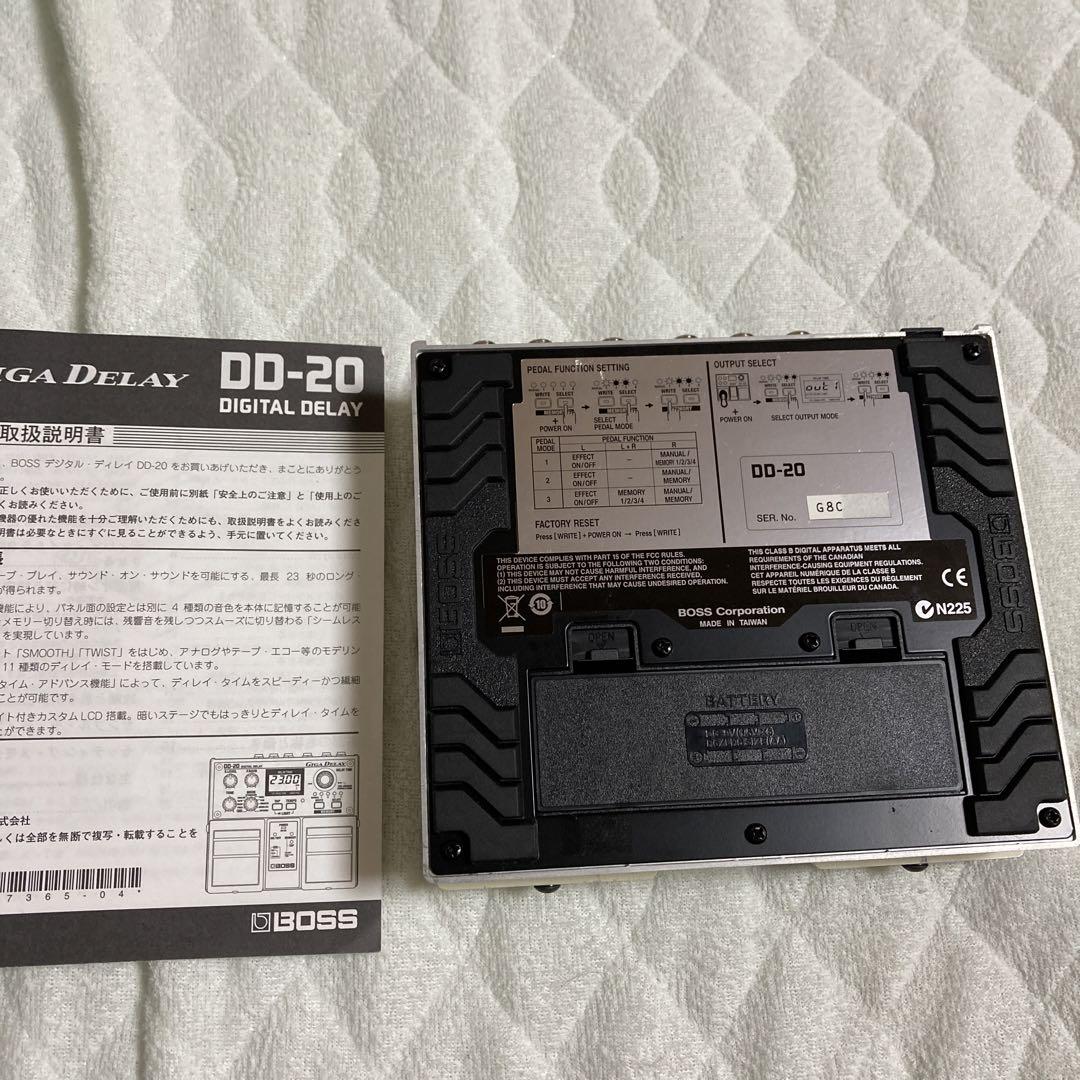 GIGA DELAY
DD-20
DIGITAL DELAY
取扱説明書
、BOSS デジタル・ディレイ DD-20 をお買いあげいただき、まことにありがとう
正しくお使いいただくために、ご使用前に別紙「安全上のご注意」と「使用上のご
くお読みください。
機器の優れた機能を十分ご理解いただくためにも、取扱説明書をよくお読みくださ
明書は必要なときにすぐに見ることができるよう、手元に置いてください。
長
ープ・プレイ、サウンド・オン・サウンドを可能にする、最長 23 秒のロング・
が得られます。
機能により、パネル面の設定とは別に 4 種類の音色を本体に記憶することが可能
メモリー切り替え時には、残響音を残しつつスムーズに切り替わる「シームレス
を実現しています。
ト「SMOOTH」「TWIST」をはじめ、アナログやテープ・エコー等のモデリン
11 種類のディレイ・モードを搭載しています。
タイム・アドバンス機能」によって、ディレイ・タイムをスピーディーかつ繊細
ことが可能です。
イト付きカスタム LCD 搭載。暗いステージでもはっきりとディレイ・タイムを
とができます。
DD-20 DIGITAL DELAY
GIGA DELAY
2300
BOSS
式会社
しくは全部を無断で複写・転載することを
7365-04*
BOSS
PEDAL FUNCTION SETTING
WRITE SELECT
WRITE SELECT
WRITE SELECT
+
POWER ON
SELECT
PEDAL MODE
PEDAL MODE
PEDAL FUNCTION
L
L + R
R
1
EFFECT ON/OFF
–
MANUAL / MEMORY 1/2/3/4
2
EFFECT ON/OFF
–
MANUAL / MEMORY
3
EFFECT ON/OFF
MEMORY 1/2/3/4
MANUAL / MEMORY
FACTORY RESET
Press [ WRITE ] + POWER ON → Press [ WRITE ]
OUTPUT SELECT
WRITE SELECT
out 1
WRITE SELECT
+
POWER ON
SELECT OUTPUT MODE
DD-20
SER. No.
G8C
THIS DEVICE COMPLIES WITH PART 15 OF THE FCC RULES.
OPERATION IS SUBJECT TO THE FOLLOWING TWO CONDITIONS:
(1) THIS DEVICE MAY NOT CAUSE HARMFUL INTERFERENCE, AND
(2) THIS DEVICE MUST ACCEPT ANY INTERFERENCE RECEIVED,
INCLUDING INTERFERENCE THAT MAY CAUSE UNDESIRED OPERATION.
THIS CLASS B DIGITAL APPARATUS MEETS ALL
REQUIREMENTS OF THE CANADIAN
INTERFERENCE-CAUSING EQUIPMENT REGULATIONS.
CET APPAREIL NUMÉRIQUE DE LA CLASSE B
RESPECTE TOUTES LES EXIGENCES DU RÈGLEMENT
SUR LE MATÉRIEL BROUILLEUR DU CANADA.
CE
10
BOSS Corporation
MADE IN TAIWAN
N225
BOSS
BOSS
OPEN
OPEN
BATTERY